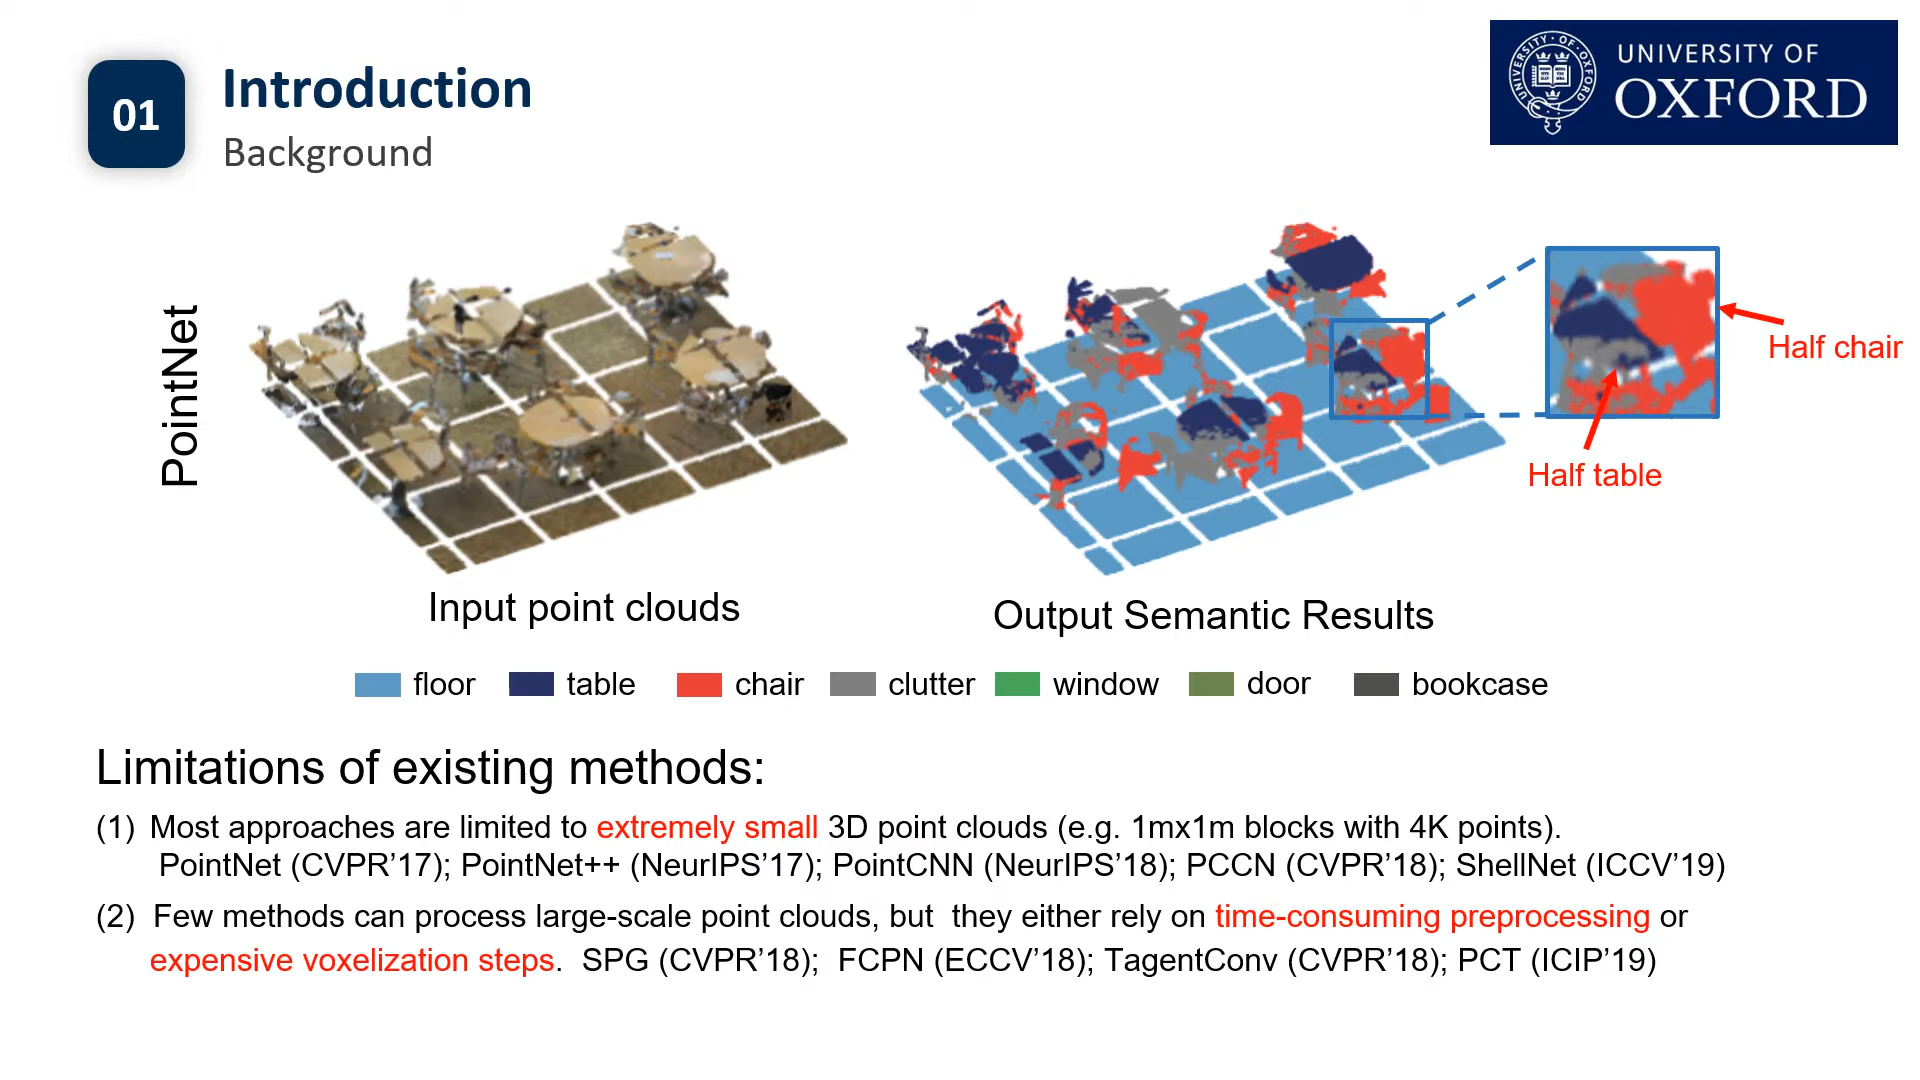 01
Introduction
Background
UNIVERSITY OF
OXFORD
PointNet
Half chair
Half table
Input point clouds
Output Semantic Results
floor table chair clutter window door bookcase
Limitations of existing methods:
(1) Most approaches are limited to extremely small 3D point clouds (e.g. 1mx1m blocks with 4K points).
PointNet (CVPR’17); PointNet++ (NeurIPS’17); PointCNN (NeurIPS’18); PCCN (CVPR’18); ShellNet (ICCV’19)
(2) Few methods can process large-scale point clouds, but they either rely on time-consuming preprocessing or
expensive voxelization steps. SPG (CVPR’18); FCPN (ECCV’18); TagentConv (CVPR’18); PCT (ICIP’19)